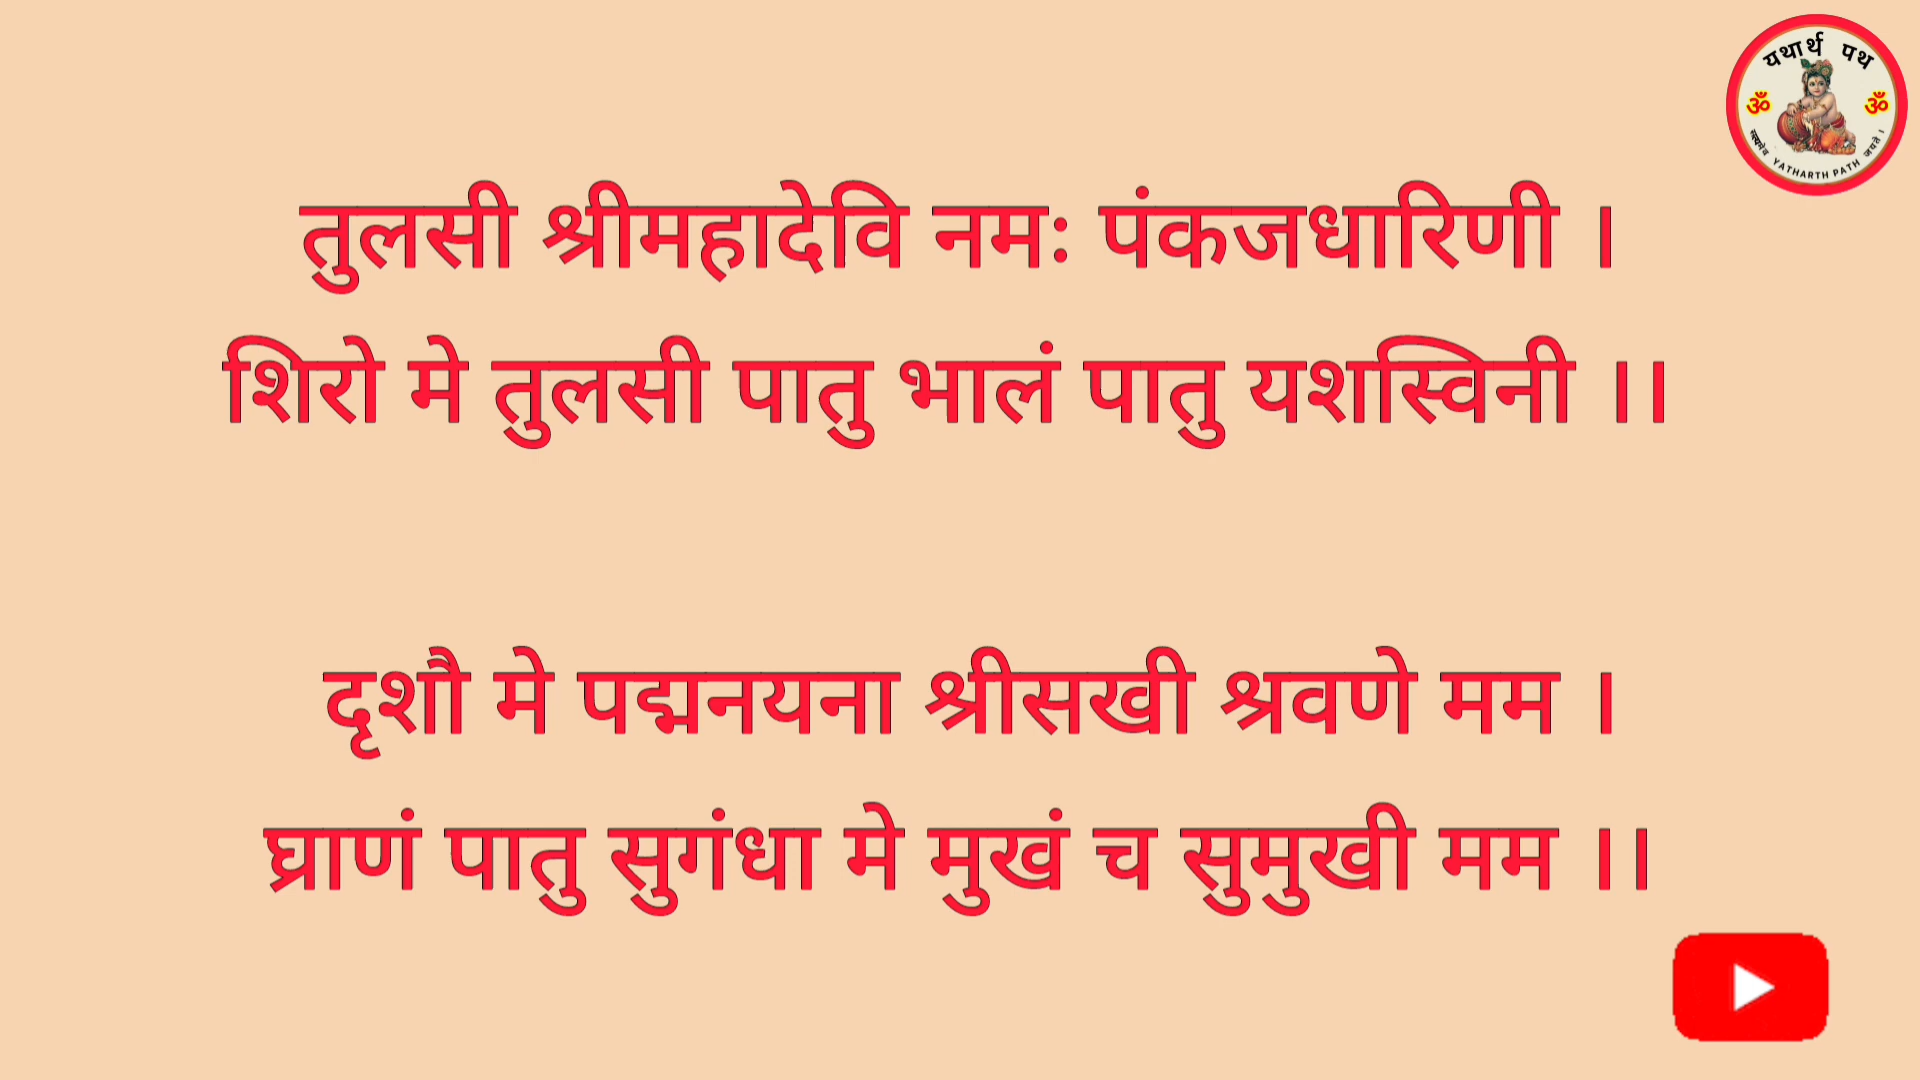 यथार्थ पथ
ॐ ॐ
YATHARTH PATH
तुलसी श्रीमहादेवि नमः पंकजधारिणी ।
शिरो मे तुलसी पातु भालं पातु यशस्विनी ।।
दृशौ मे पद्मनयना श्रीसखी श्रवणे मम ।
घ्राणं पातु सुगंधा मे मुखं च सुमुखी मम ।।